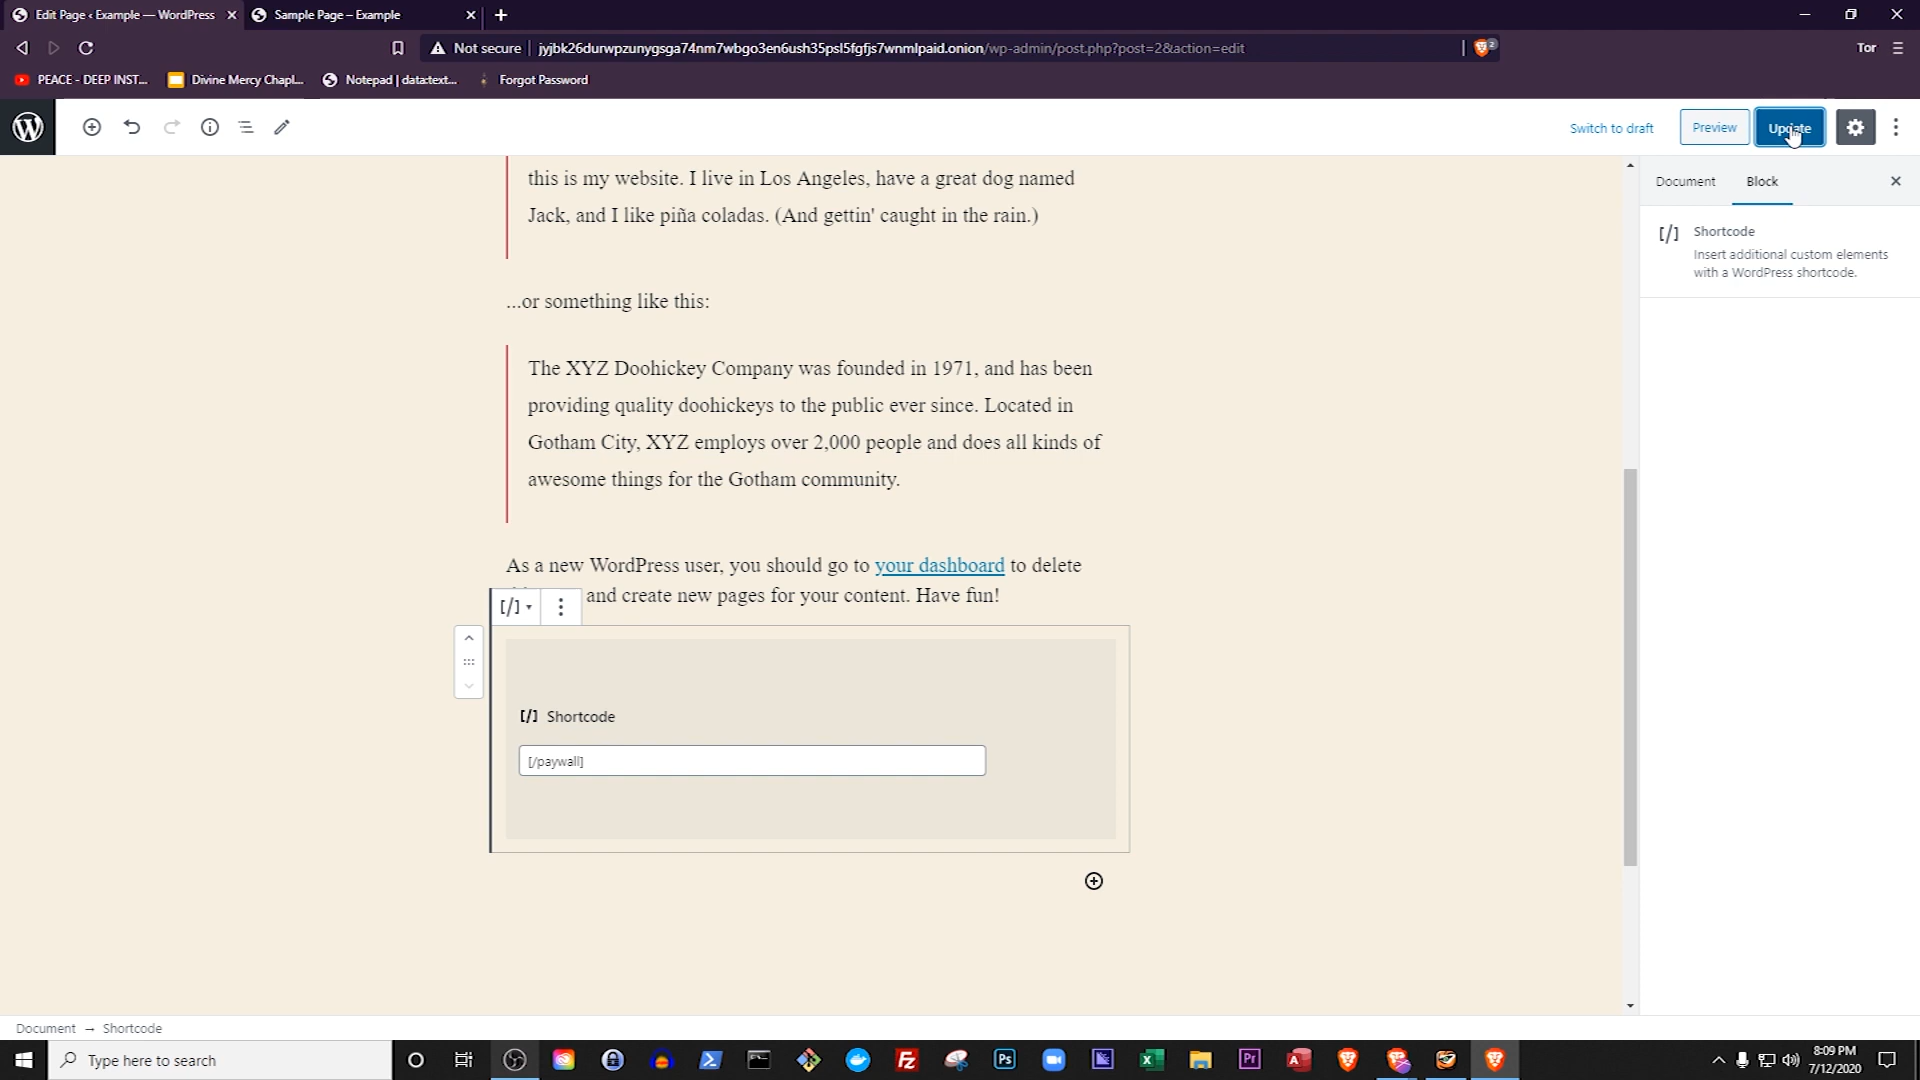 Edit Page ‹ Example — WordPress
Sample Page – Example
Not secure
jyjbk26durwpzunygsga74nm7wbgo3en6ush35psl5fgfjs7wnmlpaid.onion/wp-admin/post.php?post=2&action=edit
2
Tor
PEACE - DEEP INST...
Divine Mercy Chapl...
Notepad | data:text...
Forgot Password
Switch to draft
Preview
Update
this is my website. I live in Los Angeles, have a great dog named
Jack, and I like piña coladas. (And gettin' caught in the rain.)
...or something like this:
The XYZ Doohickey Company was founded in 1971, and has been
providing quality doohickeys to the public ever since. Located in
Gotham City, XYZ employs over 2,000 people and does all kinds of
awesome things for the Gotham community.
As a new WordPress user, you should go to your dashboard to delete
and create new pages for your content. Have fun!
[/]
[/] Shortcode
[/paywall]
Document
Block
[/] Shortcode
Insert additional custom elements
with a WordPress shortcode.
Document → Shortcode
Type here to search
Ps
Pr
8:09 PM
7/12/2020